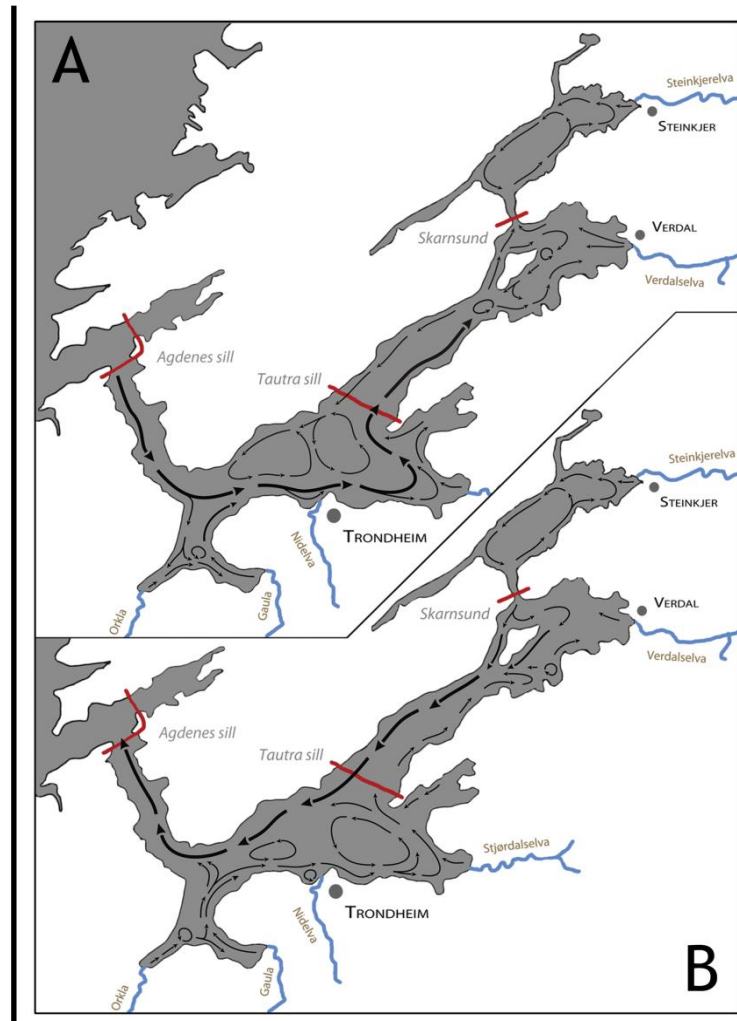 A
Steinkjerelva
STEINKJER
Skarnsund
VERDAL
Verdalselva
Agdenes sill
Tautra sill
TRONDHEIM
Nidelva
Orkla
Gaula
Steinkjerelva
STEINKJER
Skarnsund
VERDAL
Verdalselva
Agdenes sill
Tautra sill
Stjørdalselva
TRONDHEIM
Nidelva
Orkla
Gaula
B